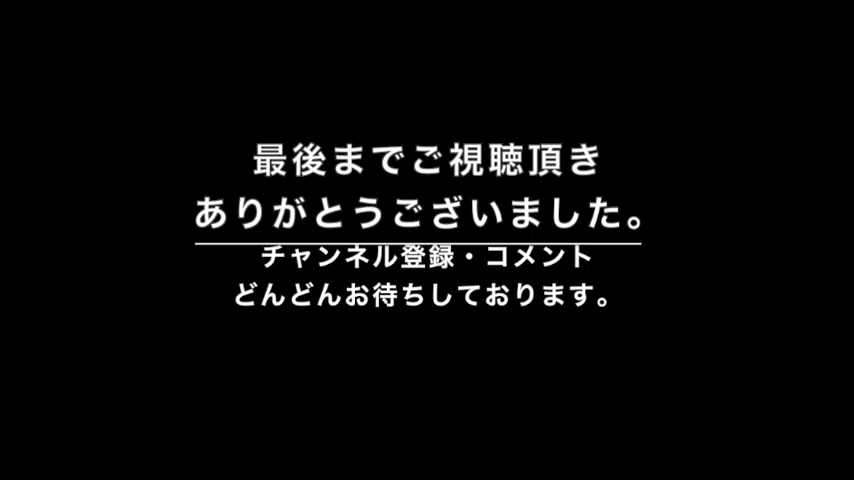 最後までご視聴頂き
ありがとうございました。
チャンネル登録・コメント
どんどんお待ちしております。